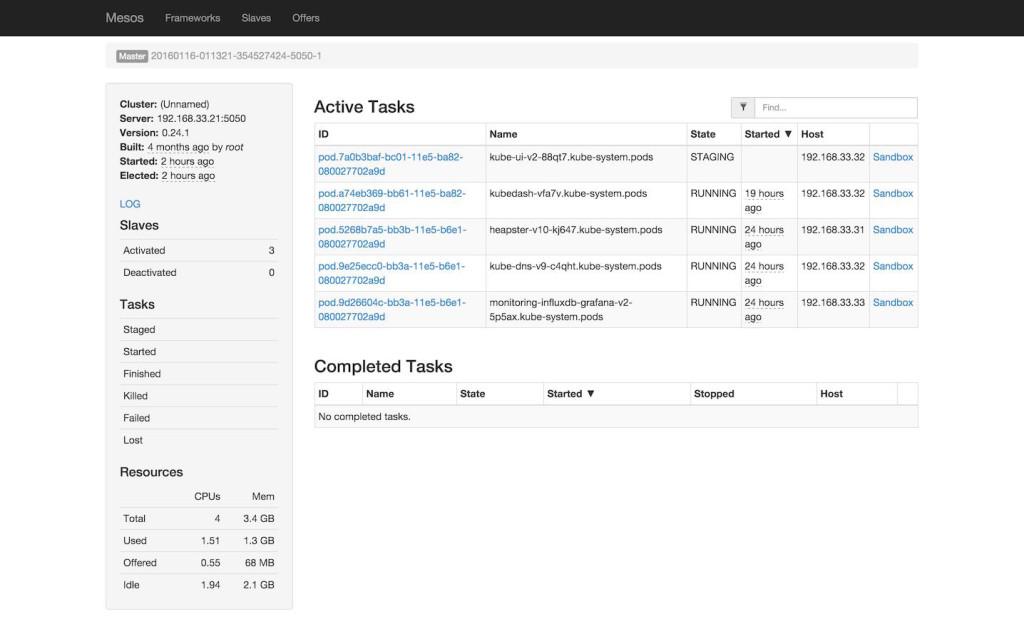 Mesos Frameworks Slaves Offers
Master 20160116-011321-354527424-5050-1
Cluster: (Unnamed)
Server: 192.168.33.21:5050
Version: 0.24.1
Built: 4 months ago by root
Started: 2 hours ago
Elected: 2 hours ago
LOG
Slaves
Activated 3
Deactivated 0
Tasks
Staged
Started
Finished
Killed
Failed
Lost
Resources
CPUs Mem
Total 4 3.4 GB
Used 1.51 1.3 GB
Offered 0.55 68 MB
Idle 1.94 2.1 GB
Active Tasks
Find...
ID Name State Started ▼ Host
pod.7a0b3baf-bc01-11e5-ba82- kube-ui-v2-88qt7.kube-system.pods STAGING 192.168.33.32 Sandbox
080027702a9d
pod.a74eb369-bb61-11e5-ba82- kubedash-vfa7v.kube-system.pods RUNNING 19 hours 192.168.33.32 Sandbox
080027702a9d ago
pod.5268b7a5-bb3b-11e5-b6e1- heapster-v10-kj647.kube-system.pods RUNNING 24 hours 192.168.33.31 Sandbox
080027702a9d ago
pod.9e25ecc0-bb3a-11e5-b6e1- kube-dns-v9-c4qht.kube-system.pods RUNNING 24 hours 192.168.33.32 Sandbox
080027702a9d ago
pod.9d26604c-bb3a-11e5-b6e1- monitoring-influxdb-grafana-v2- RUNNING 24 hours 192.168.33.33 Sandbox
080027702a9d 5p5ax.kube-system.pods ago
Completed Tasks
ID Name State Started ▼ Stopped Host
No completed tasks.